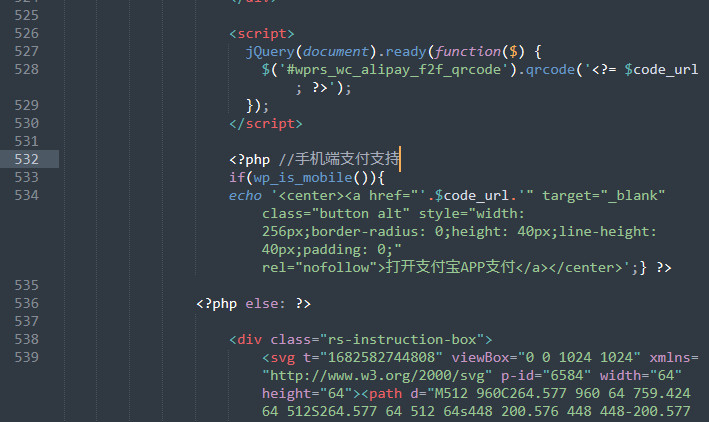 525
526 <script>
527 jQuery(document).ready(function($) {
528 $('#wprs_wc_alipay_f2f_qrcode').qrcode('<?= $code_url
; ?>');
529 });
530 </script>
531
532 <?php //手机端支付支持
533 if(wp_is_mobile()){
534 echo '<center><a href="'.$code_url.'" target="_blank"
class="button alt" style="width:
256px;border-radius: 0;height: 40px;line-height:
40px;padding: 0;"
rel="nofollow">打开支付宝APP支付</a></center>';} ?>
535
536 <?php else: ?>
537
538 <div class="rs-instruction-box">
539 <svg t="1682582744808" viewBox="0 0 1024 1024" xmlns=
"http://www.w3.org/2000/svg" p-id="6584" width="64"
height="64"><path d="M512 960C264.577 960 64 759.424
64 512S264.577 64 512 64s448 200.576 448 448-200.577